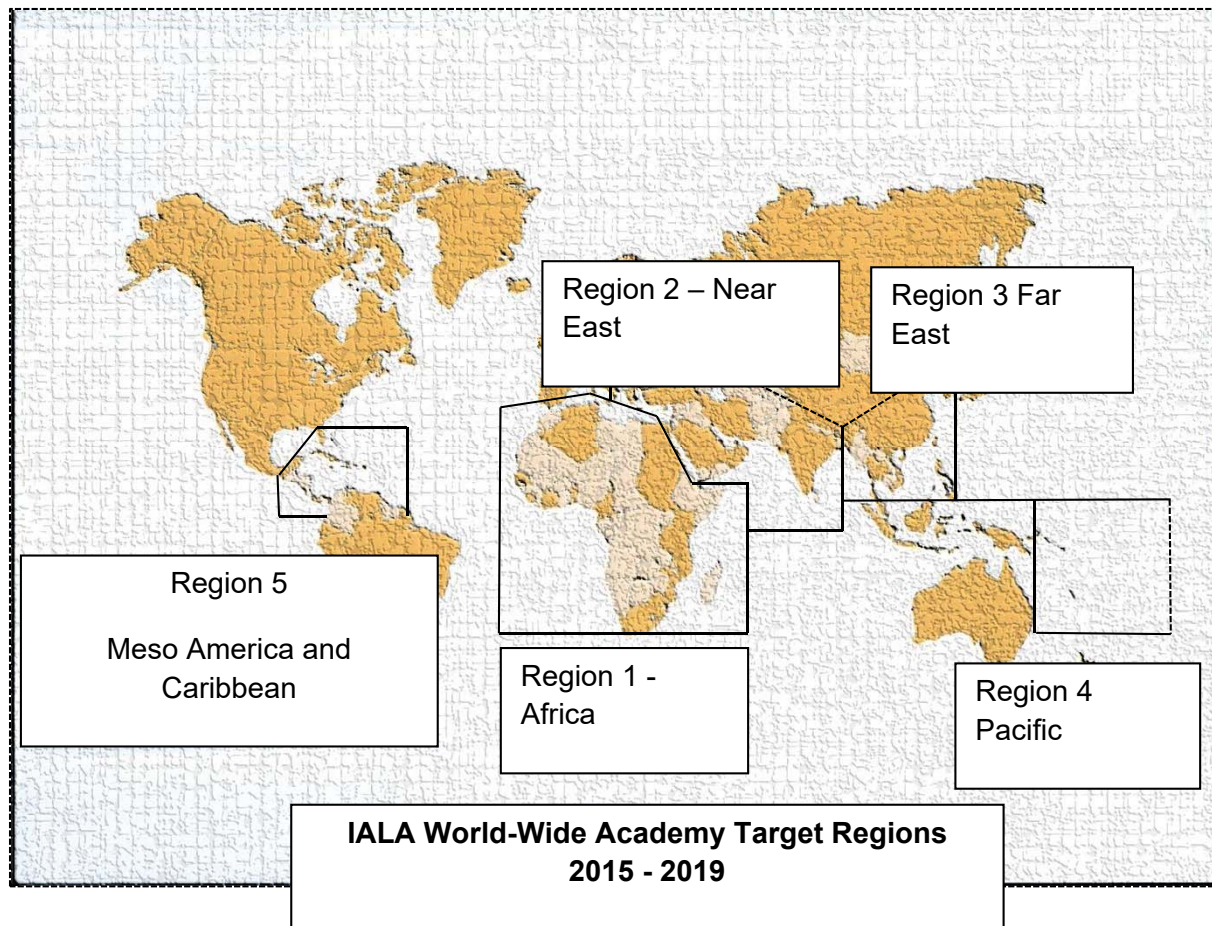 Region 2 – Near
East
Region 3 Far
East
Region 5
Meso America and
Caribbean
Region 1 -
Africa
Region 4
Pacific
IALA World-Wide Academy Target Regions
2015 - 2019